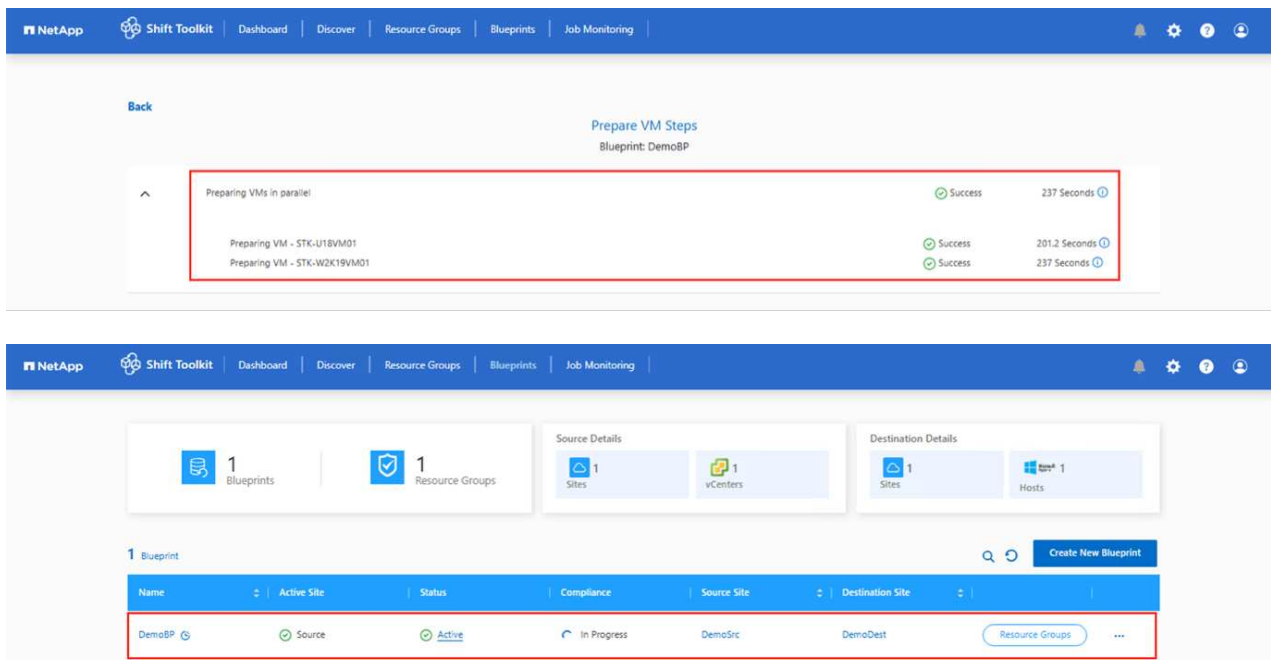 NetApp Shift Toolkit Dashboard Discover Resource Groups Blueprints Job Monitoring
Back
Prepare VM Steps
Blueprint: DemoBP
Preparing VMs in parallel Success 237 Seconds
Preparing VM - STK-U18VM01 Success 201.2 Seconds
Preparing VM - STK-W2K19VM01 Success 237 Seconds
NetApp Shift Toolkit Dashboard Discover Resource Groups Blueprints Job Monitoring
Source Details Destination Details
1 Blueprints 1 Resource Groups 1 Sites 1 vCenters 1 Sites 1 Hosts
1 Blueprint Create New Blueprint
Name Active Site Status Compliance Source Site Destination Site
DemoBP Source Active In Progress DemoSrc DemoDest Resource Groups ...